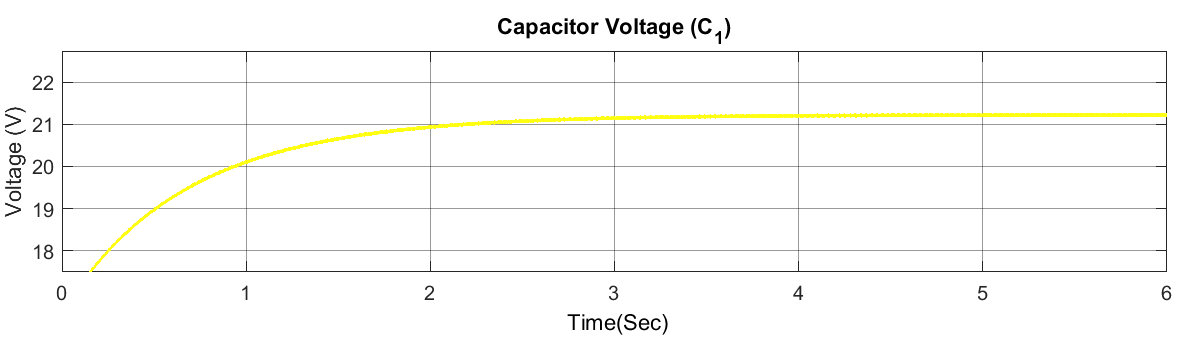 Capacitor Voltage (C1)
22
21
20
19
18
Voltage (V)
0 1 2 3 4 5 6
Time(Sec)